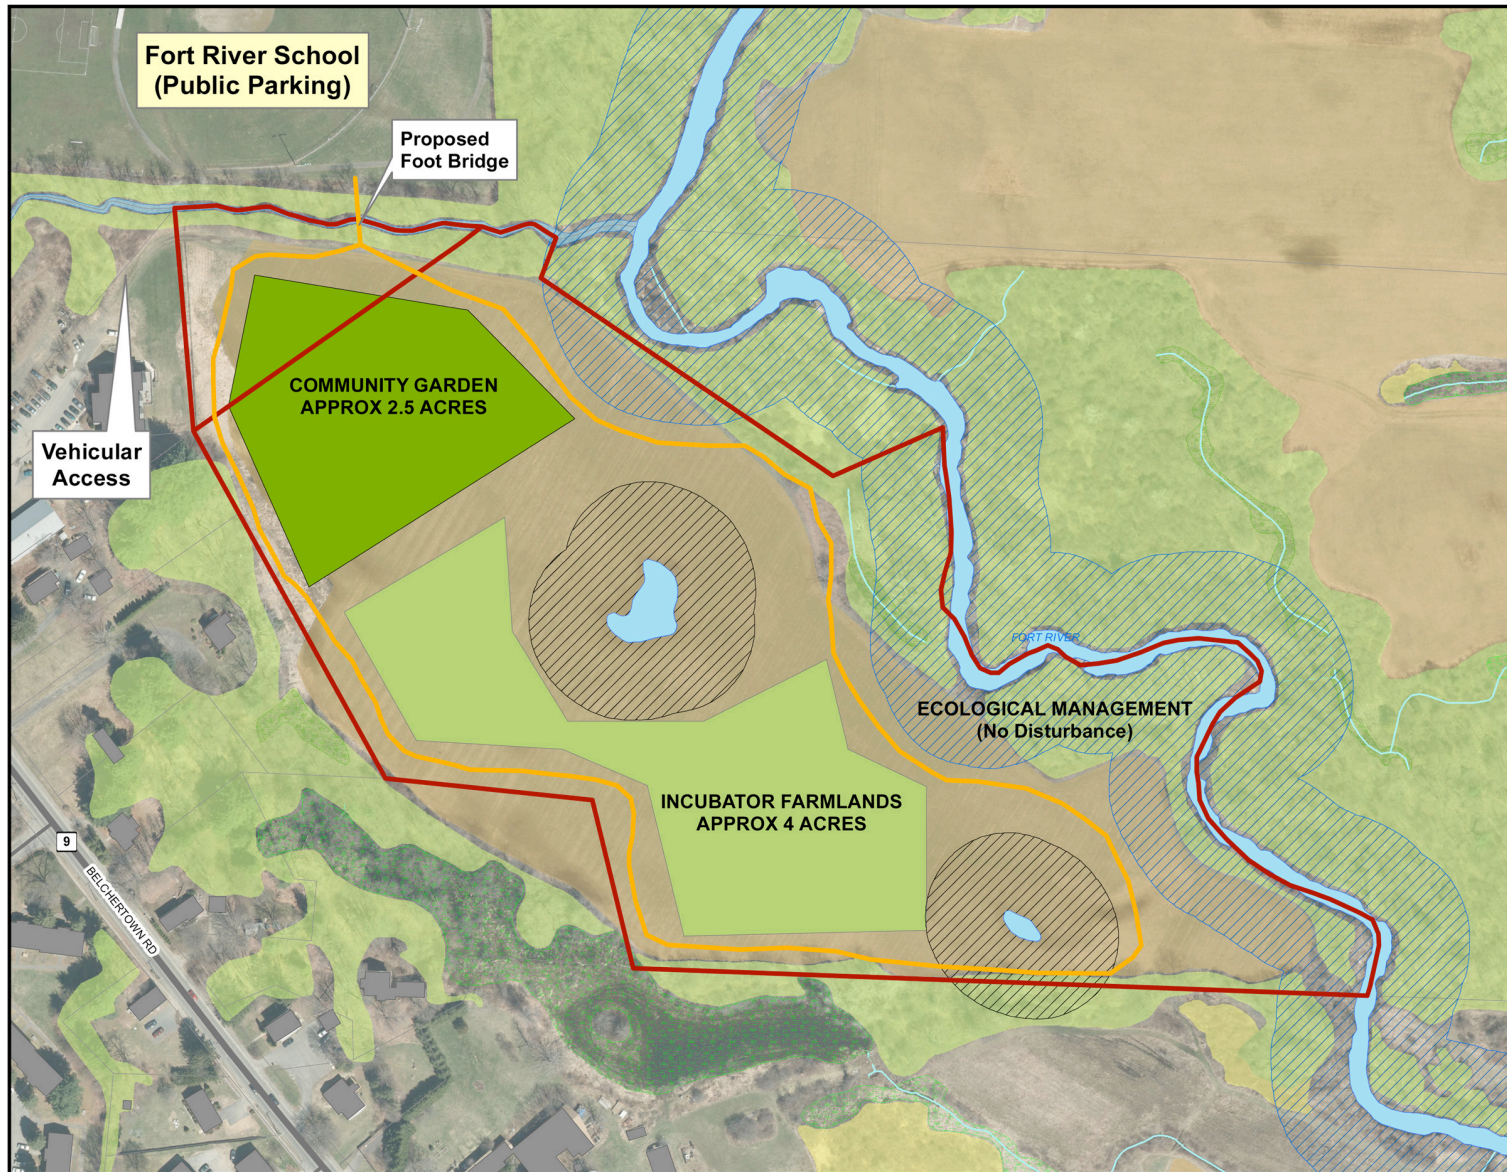 Fort River School
(Public Parking)
Proposed
Foot Bridge
COMMUNITY GARDEN
APPROX 2.5 ACRES
Vehicular
Access
FORT RIVER
ECOLOGICAL MANAGEMENT
(No Disturbance)
INCUBATOR FARMLANDS
APPROX 4 ACRES
9
BELCHERTOWN RD